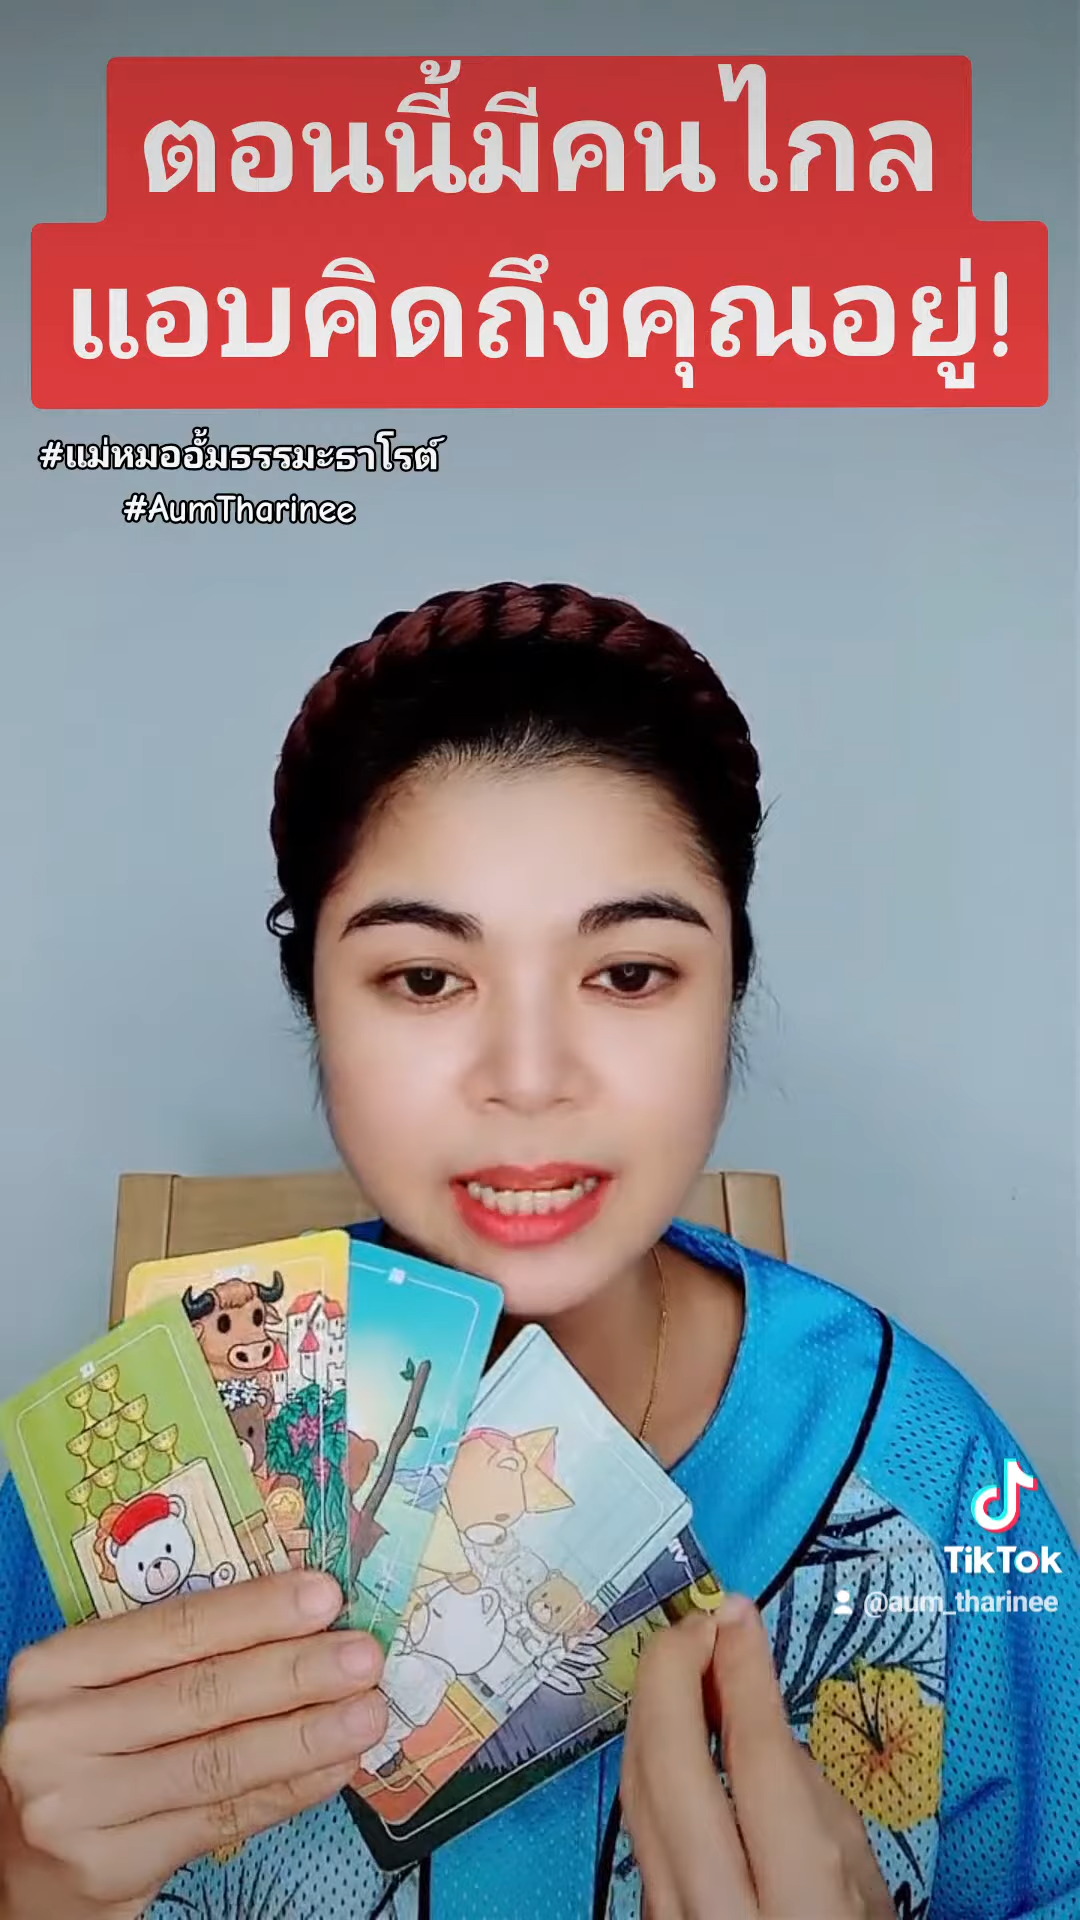 ตอนนี้มีคนไกล
แอบคิดถึงคุณอยู่!
#แม่หมออั้มธรรมะธาโรต์
#AumTharinee
TikTok
@aum_tharinee